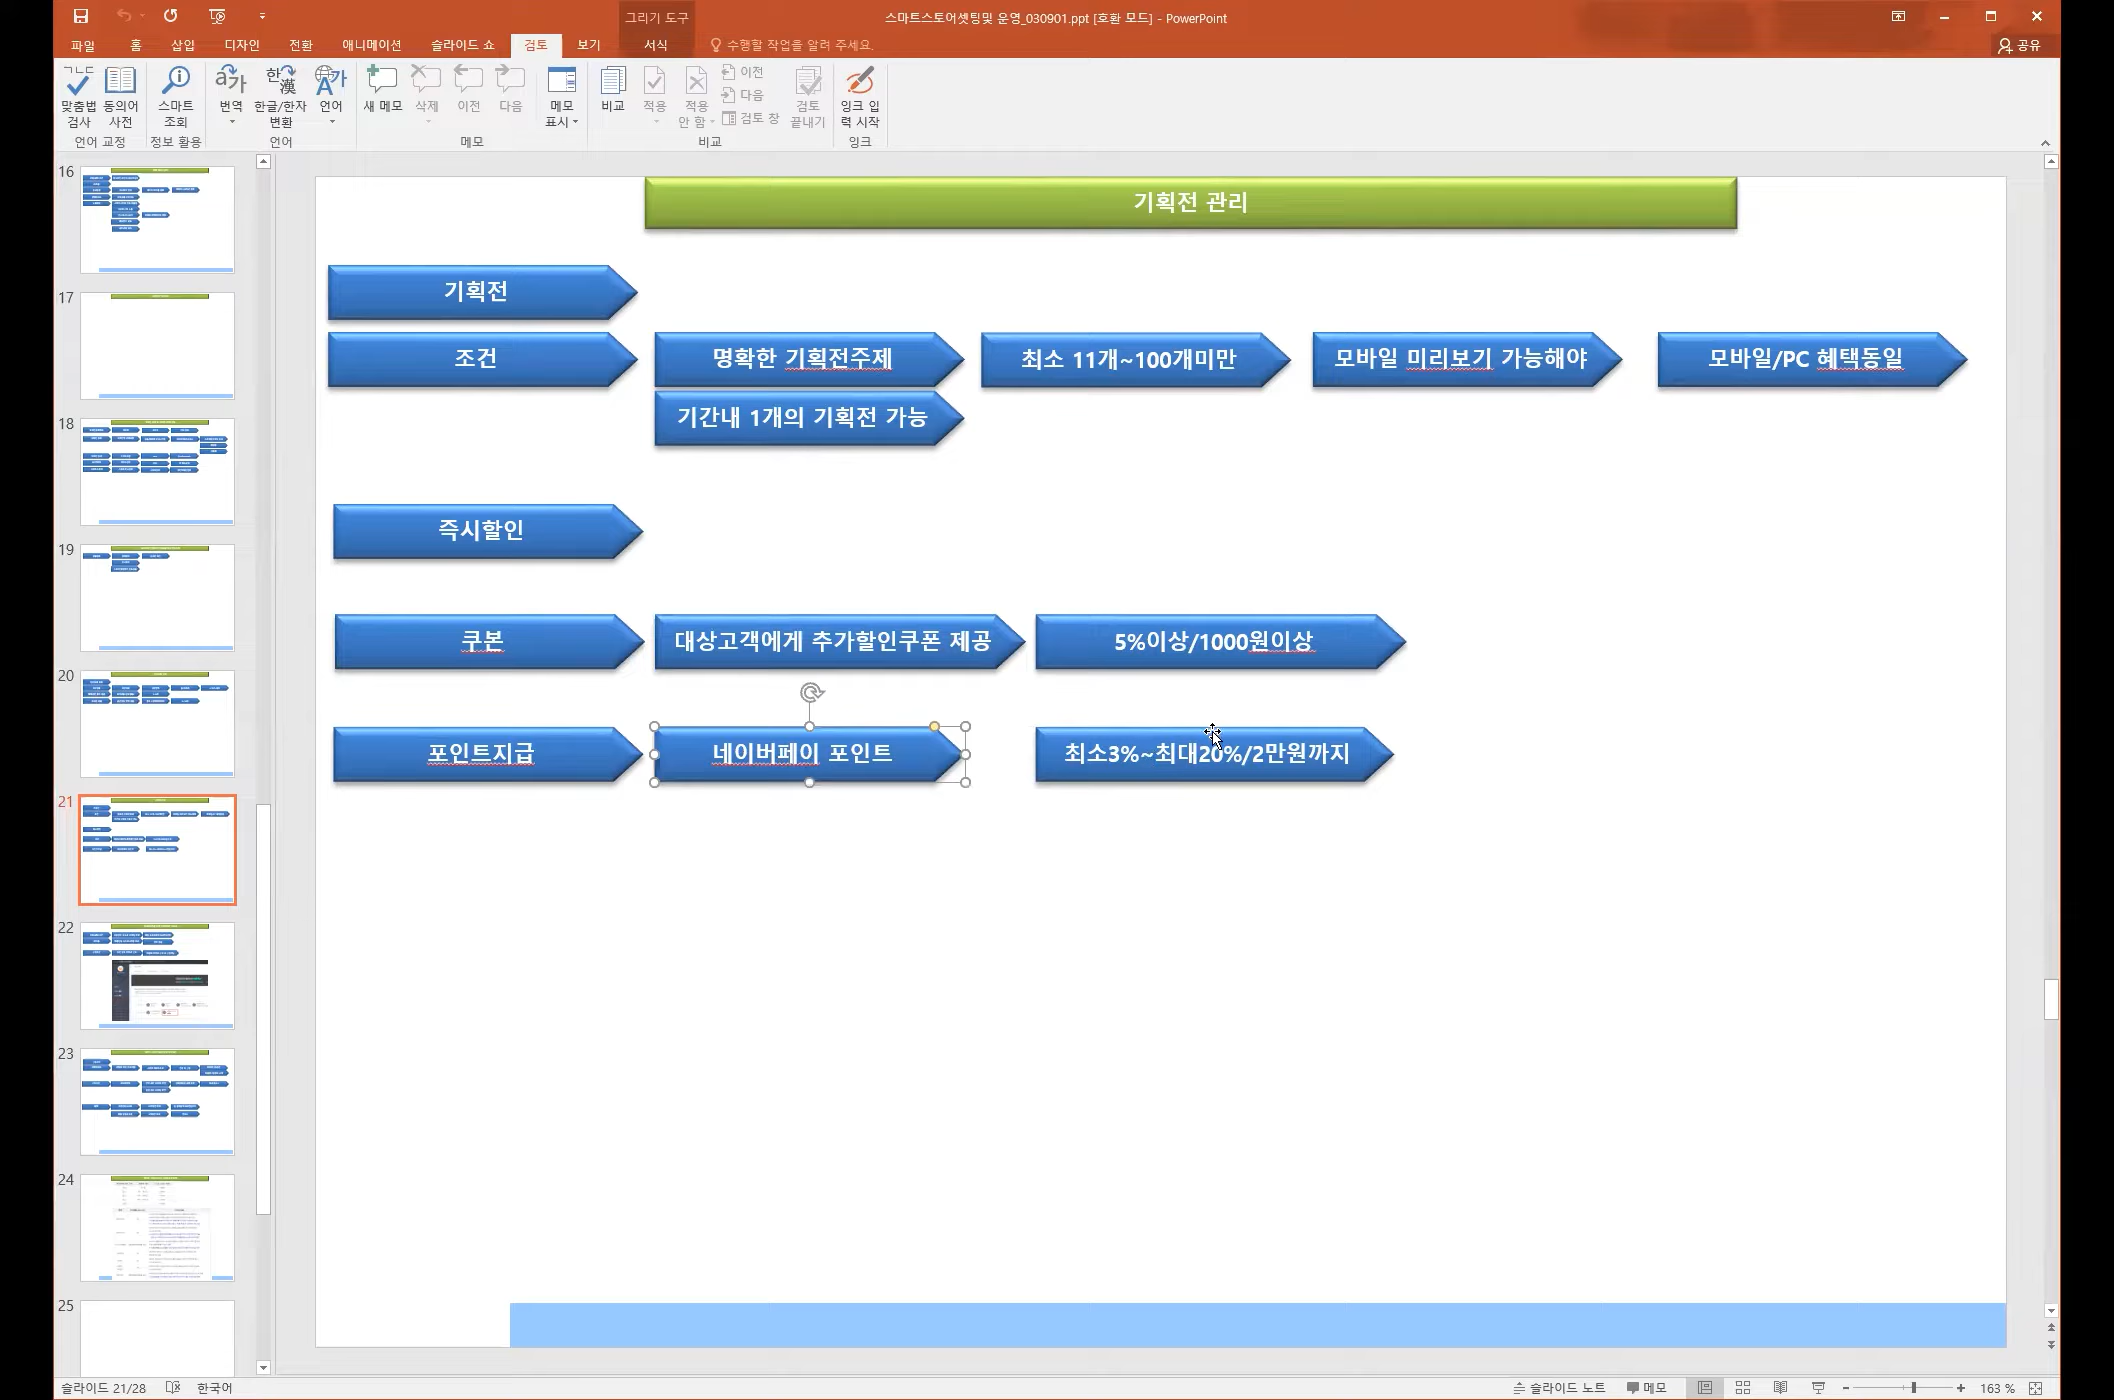 그리기 도구
스마트스토어셋팅및 운영_030901.ppt [호환 모드] - PowerPoint
파일
홈
삽입
디자인
전환
애니메이션
슬라이드 쇼
검토
보기
서식
수행할 작업을 알려 주세요.
공유
맞춤법 검사
동의어 사전
스마트 조회
번역
한글/한자 변환
언어
새 메모
삭제
이전
다음
메모 표시
비교
적용
적용 안 함
이전
다음
검토 창
검토 끝내기
잉크 입력 시작
언어 교정
정보 활용
언어
메모
비교
잉크
16
17
18
19
20
21
22
23
24
25
기획전 관리
기획전
조건
명확한 기획전주제
최소 11개~100개미만
모바일 미리보기 가능해야
모바일/PC 혜택동일
기간내 1개의 기획전 가능
즉시할인
쿠본
대상고객에게 추가할인쿠폰 제공
5%이상/1000원이상
포인트지급
네이버페이 포인트
최소3%~최대20%/2만원까지
슬라이드 21/28
한국어
슬라이드 노트
메모
163 %